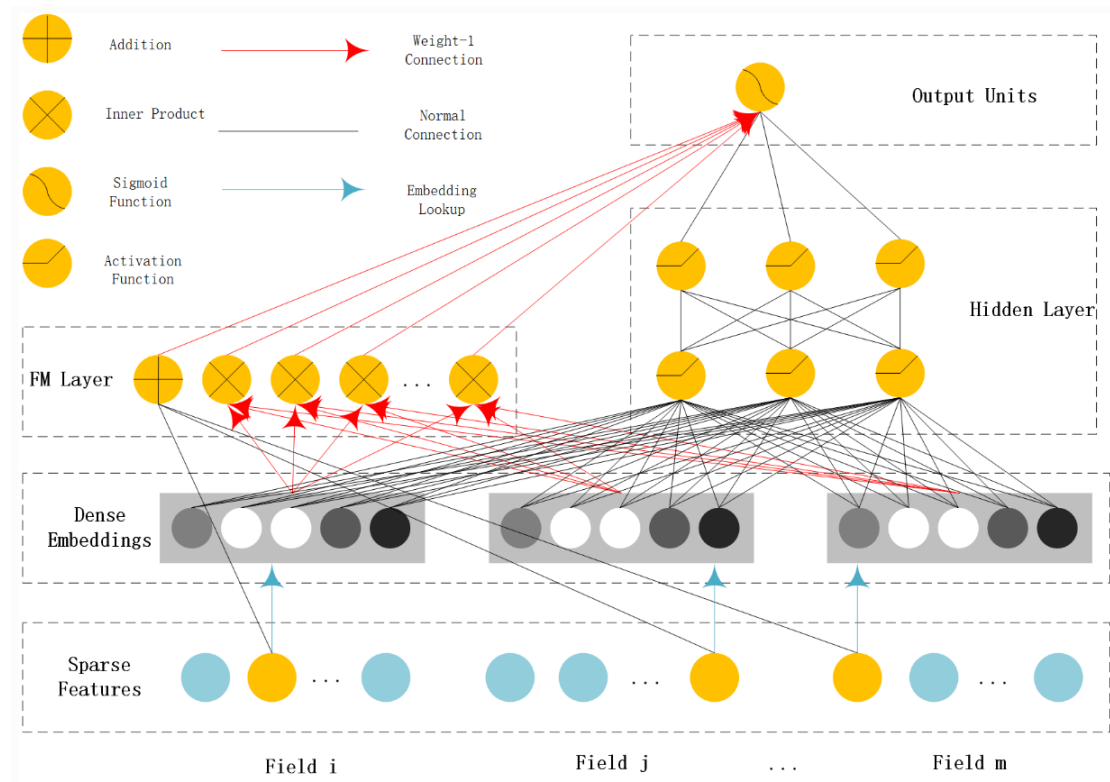 Addition
Weight-1
Connection
Inner Product
Normal
Connection
Sigmoid
Function
Embedding
Lookup
Activation
Function
Output Units
Hidden Layer
FM Layer
...
Dense
Embeddings
Sparse
Features
...
...
...
Field i
Field j
...
Field m